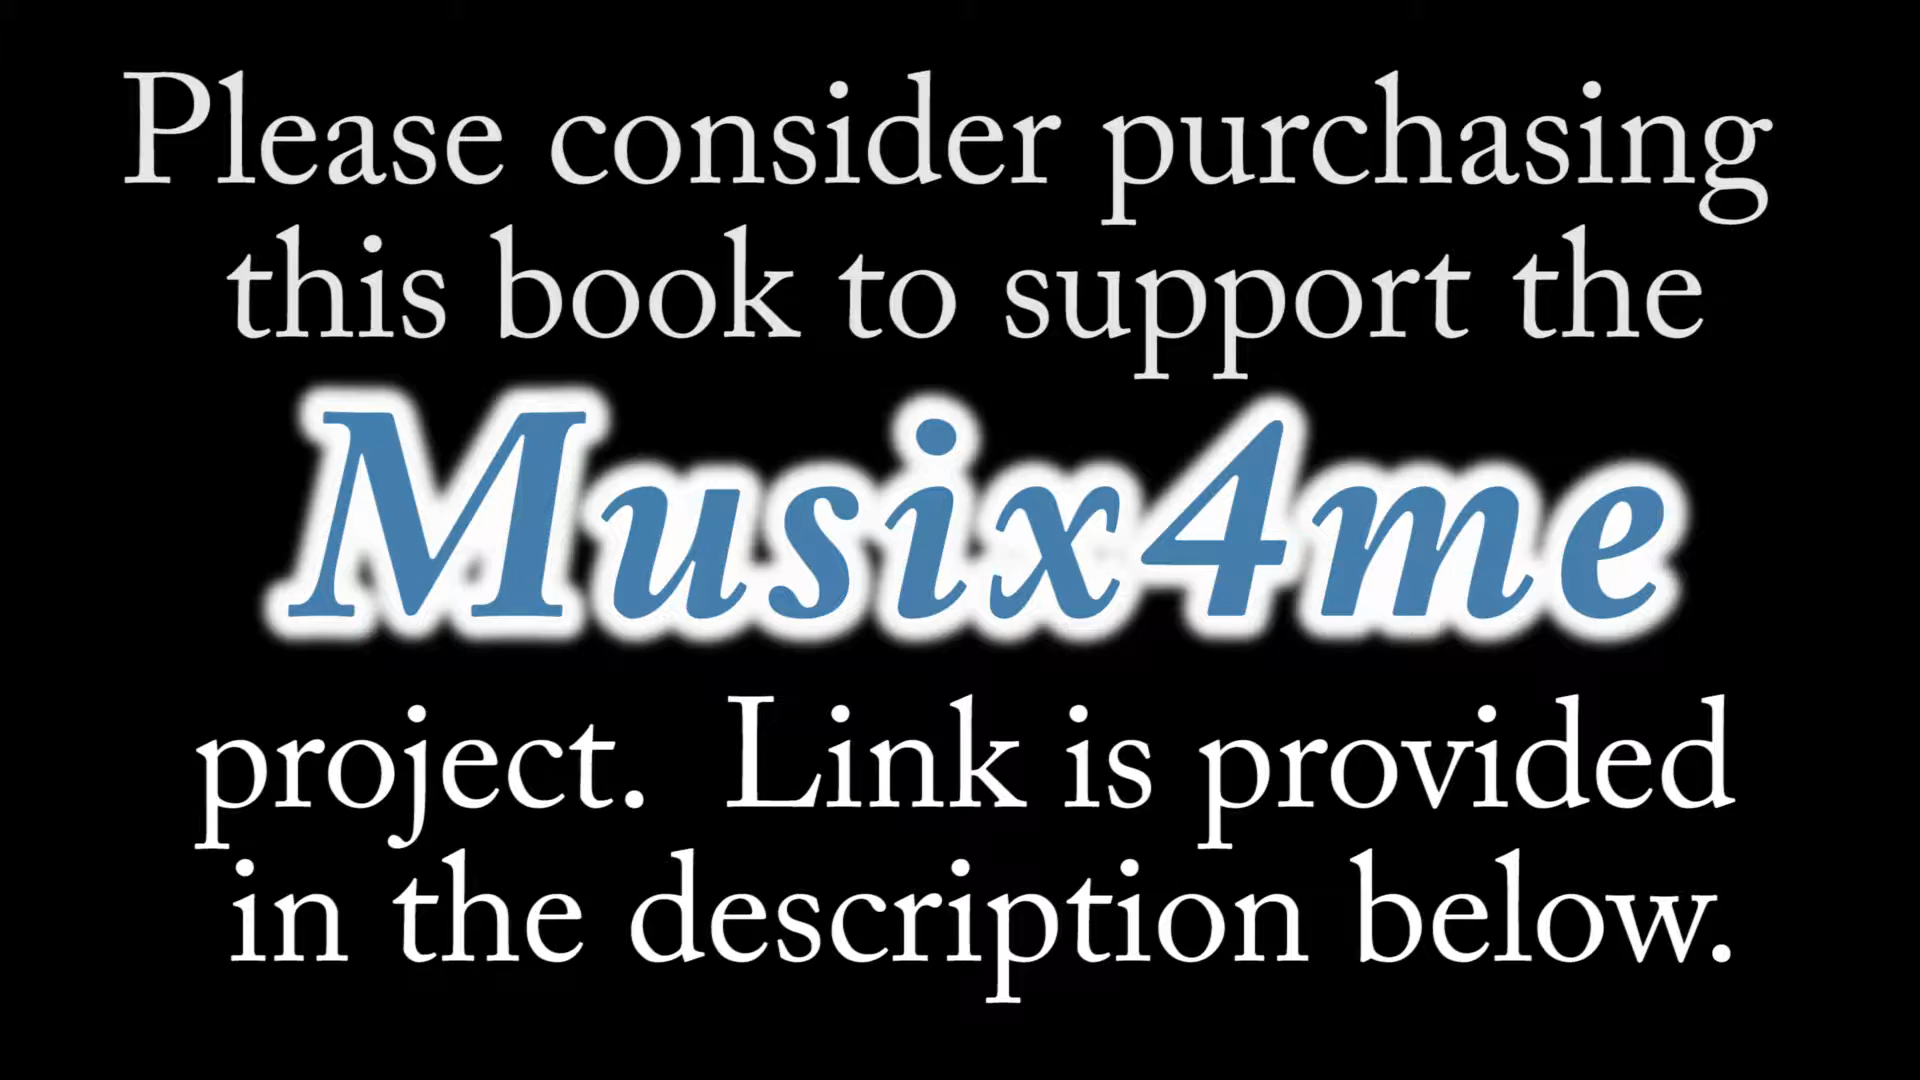 Please consider purchasing
this book to support the
Musix4me
project.  Link is provided
in the description below.